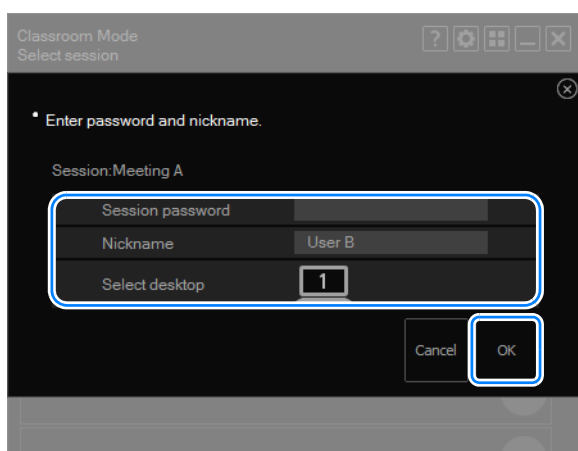 Classroom Mode
Select session
?
Enter password and nickname.
Session:Meeting A
Session password
Nickname User B
Select desktop 1
Cancel OK